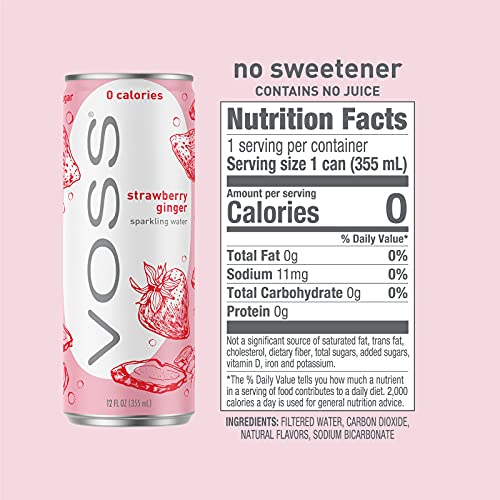 gar
0 calories
VOSS®
strawberry
ginger
sparkling water
12 FL OZ (355 mL)
no sweetener
CONTAINS NO JUICE
Nutrition Facts
1 serving per container
Serving size 1 can (355 mL)
Amount per serving
Calories 0
% Daily Value*
Total Fat 0g 0%
Sodium 11mg 0%
Total Carbohydrate 0g 0%
Protein 0g
Not a significant source of saturated fat, trans fat,
cholesterol, dietary fiber, total sugars, added sugars,
vitamin D, iron and potassium.
*The % Daily Value tells you how much a nutrient
in a serving of food contributes to a daily diet. 2,000
calories a day is used for general nutrition advice.
INGREDIENTS: FILTERED WATER, CARBON DIOXIDE,
NATURAL FLAVORS, SODIUM BICARBONATE